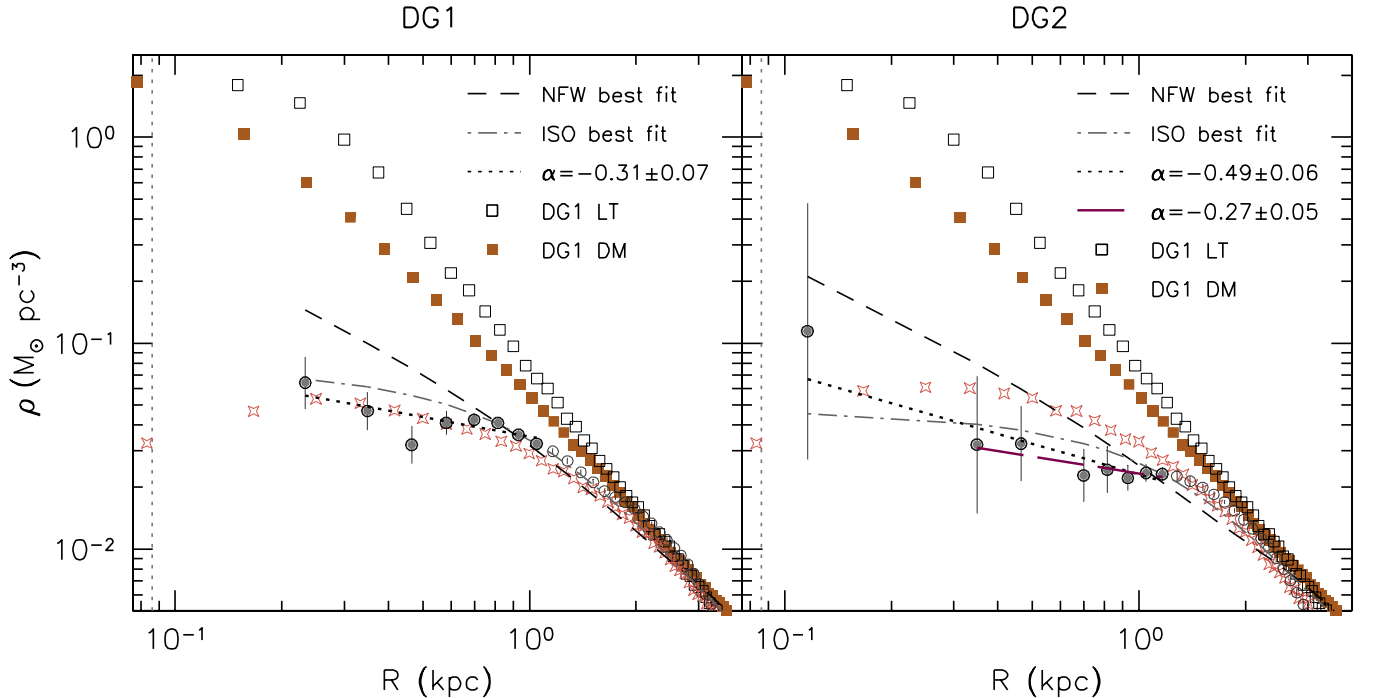 DG1
DG2
NFW best fit
ISO best fit
α=−0.31±0.07
DG1 LT
DG1 DM
NFW best fit
ISO best fit
α=−0.49±0.06
α=−0.27±0.05
DG1 LT
DG1 DM
ρ (M⊙ pc⁻³)
10⁰
10⁻¹
10⁻²
10⁻¹
10⁰
10⁻¹
10⁰
R (kpc)
R (kpc)